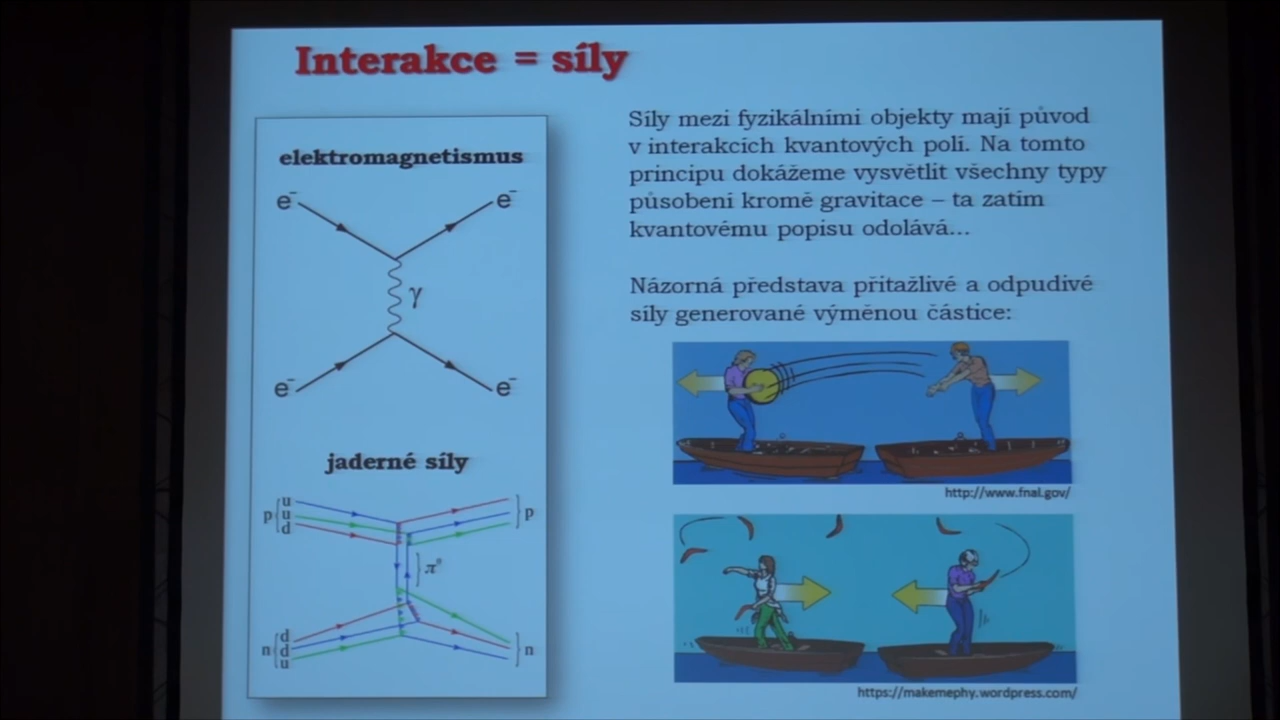 Interakce = síly
elektromagnetismus
e⁻ e⁻
γ
e⁻ e⁻
jaderné síly
p { u } p
u
d
π⁰
n { d } n
d
u
Síly mezi fyzikálními objekty mají původ
v interakcích kvantových polí. Na tomto
principu dokážeme vysvětlit všechny typy
působení kromě gravitace – ta zatím
kvantovému popisu odolává...
Názorná představa přitažlivé a odpudivé
síly generované výměnou částice:
http://www.fnal.gov/
https://makemephy.wordpress.com/